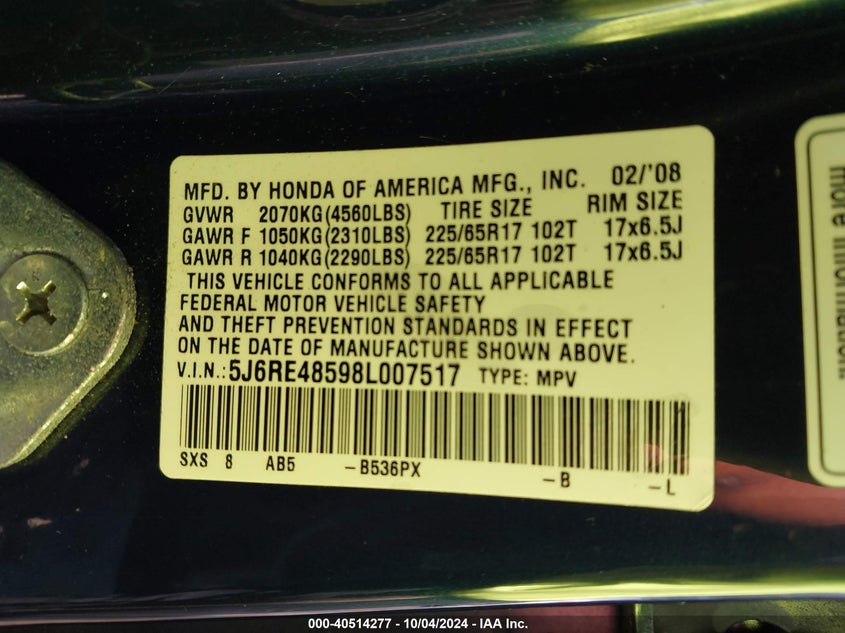 MFD. BY HONDA OF AMERICA MFG., INC. 02/'08
GVWR 2070KG(4560LBS) TIRE SIZE RIM SIZE
GAWR F 1050KG(2310LBS) 225/65R17 102T 17x6.5J
GAWR R 1040KG(2290LBS) 225/65R17 102T 17x6.5J
THIS VEHICLE CONFORMS TO ALL APPLICABLE
FEDERAL MOTOR VEHICLE SAFETY
AND THEFT PREVENTION STANDARDS IN EFFECT
ON THE DATE OF MANUFACTURE SHOWN ABOVE.
V.I.N.: 5J6RE48598L007517 TYPE: MPV
SXS 8 AB5 -B536PX -B -L
more information.
000-40514277 - 10/04/2024 - IAA Inc.